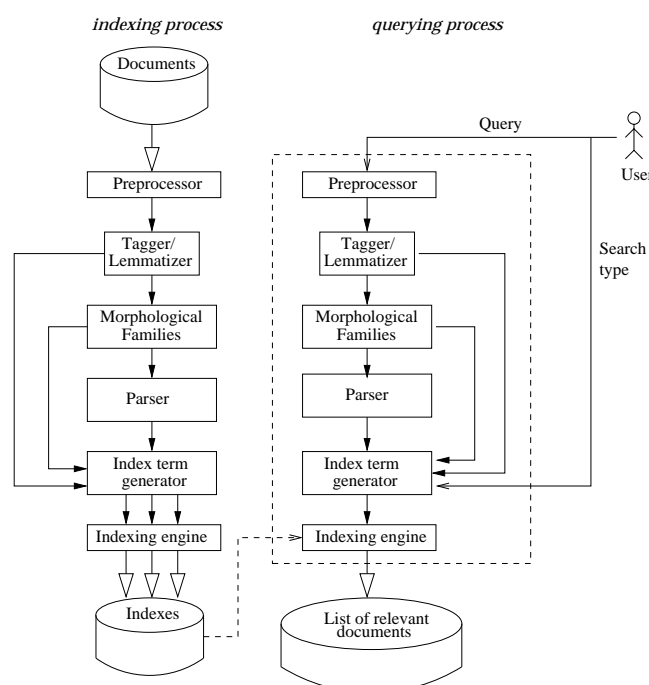 indexing process
querying process
Documents
Query
User
Preprocessor
Preprocessor
Tagger/
Lemmatizer
Tagger/
Lemmatizer
Search
type
Morphological
Families
Morphological
Families
Parser
Parser
Index term
generator
Index term
generator
Indexing engine
Indexing engine
Indexes
List of relevant
documents